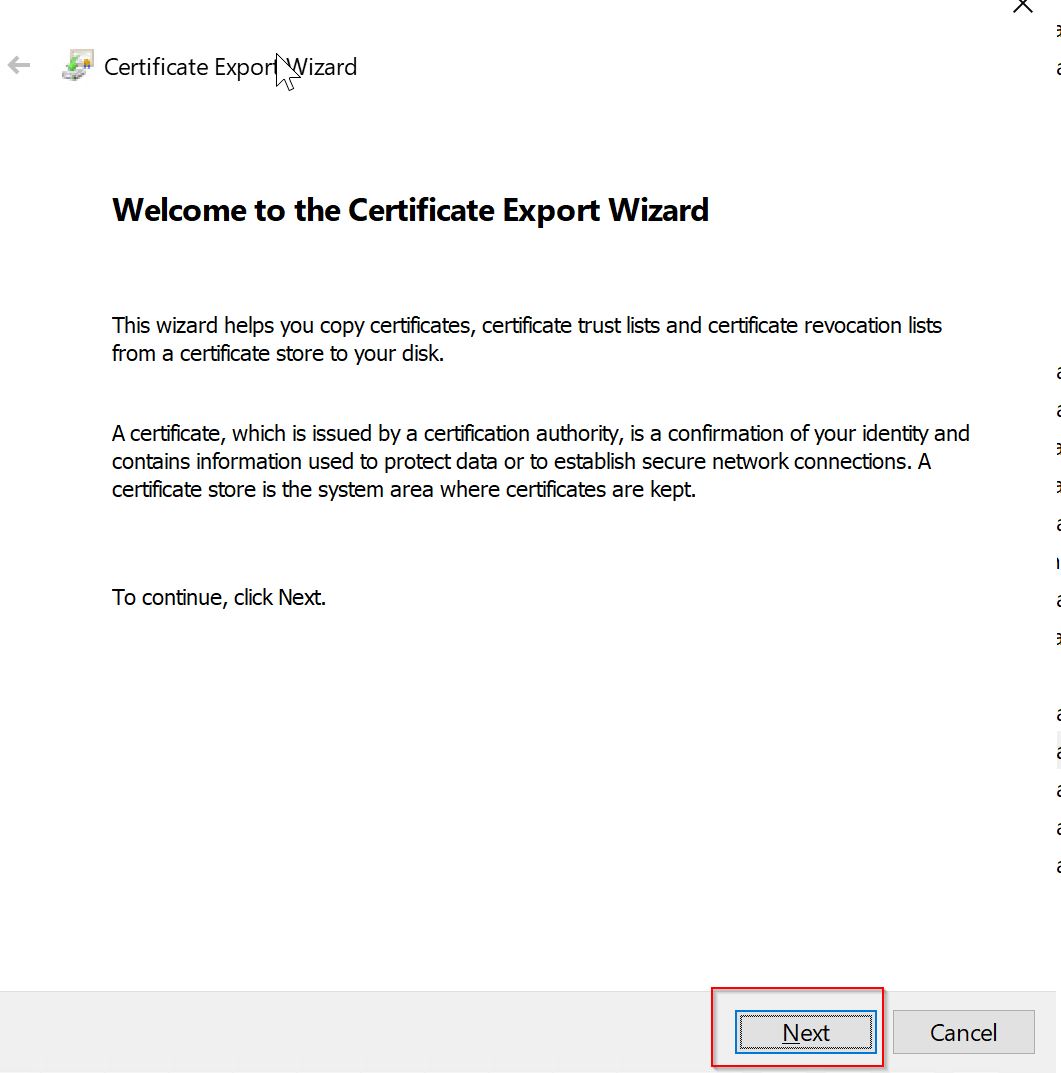 Certificate Export Wizard
Welcome to the Certificate Export Wizard
This wizard helps you copy certificates, certificate trust lists and certificate revocation lists
from a certificate store to your disk.
A certificate, which is issued by a certification authority, is a confirmation of your identity and
contains information used to protect data or to establish secure network connections. A
certificate store is the system area where certificates are kept.
To continue, click Next.
Next
Cancel